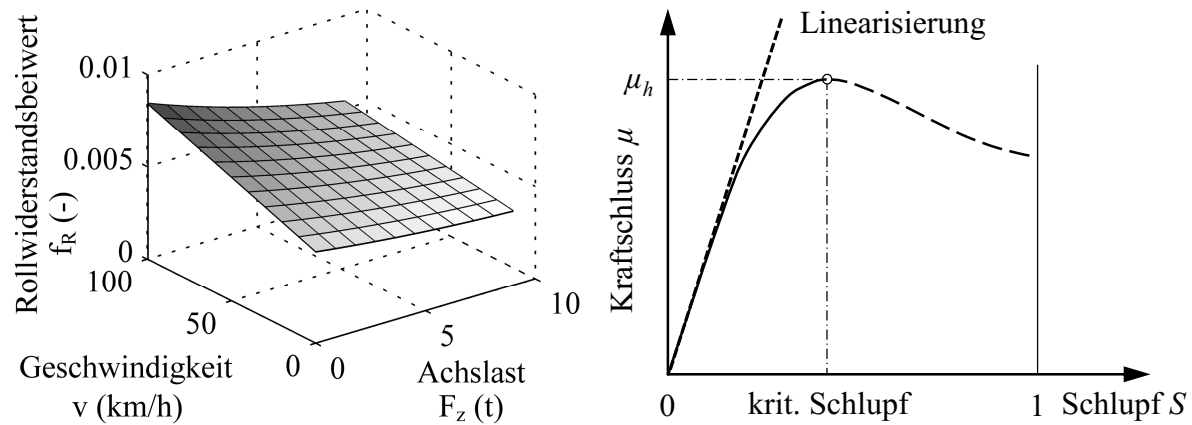 Rollwiderstandsbeiwert
f_R (-)
0.01
0.005
0
100
50
0
Geschwindigkeit
v (km/h)
0
5
10
Achslast
F_z (t)
Linearisierung
μ_h
Kraftschluss μ
0
krit. Schlupf
1
Schlupf S